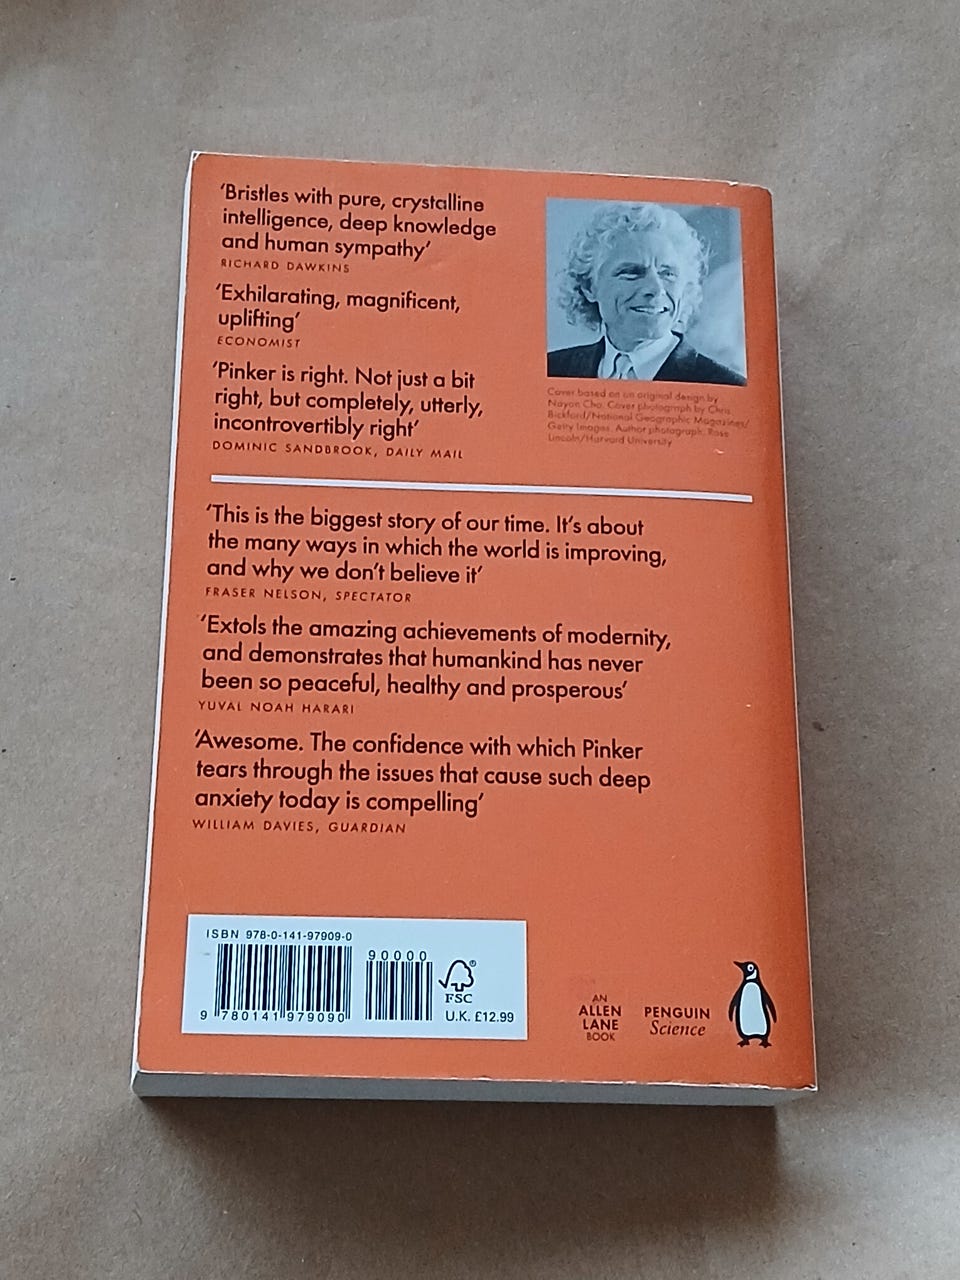 ‘Bristles with pure, crystalline
intelligence, deep knowledge
and human sympathy’
RICHARD DAWKINS
‘Exhilarating, magnificent,
uplifting’
ECONOMIST
‘Pinker is right. Not just a bit
right, but completely, utterly,
incontrovertibly right’
DOMINIC SANDBROOK, DAILY MAIL
Cover based on an original design by
Nayon Cho. Cover photograph by Chris
Bickford/National Geographic Magazines/
Getty Images. Author photograph: Rose
Lincoln/Harvard University
‘This is the biggest story of our time. It’s about
the many ways in which the world is improving,
and why we don’t believe it’
FRASER NELSON, SPECTATOR
‘Extols the amazing achievements of modernity,
and demonstrates that humankind has never
been so peaceful, healthy and prosperous’
YUVAL NOAH HARARI
‘Awesome. The confidence with which Pinker
tears through the issues that cause such deep
anxiety today is compelling’
WILLIAM DAVIES, GUARDIAN
ISBN 978-0-141-97909-0
90000
9 780141 979090
FSC
U.K. £12.99
AN
ALLEN
LANE
BOOK
PENGUIN
Science